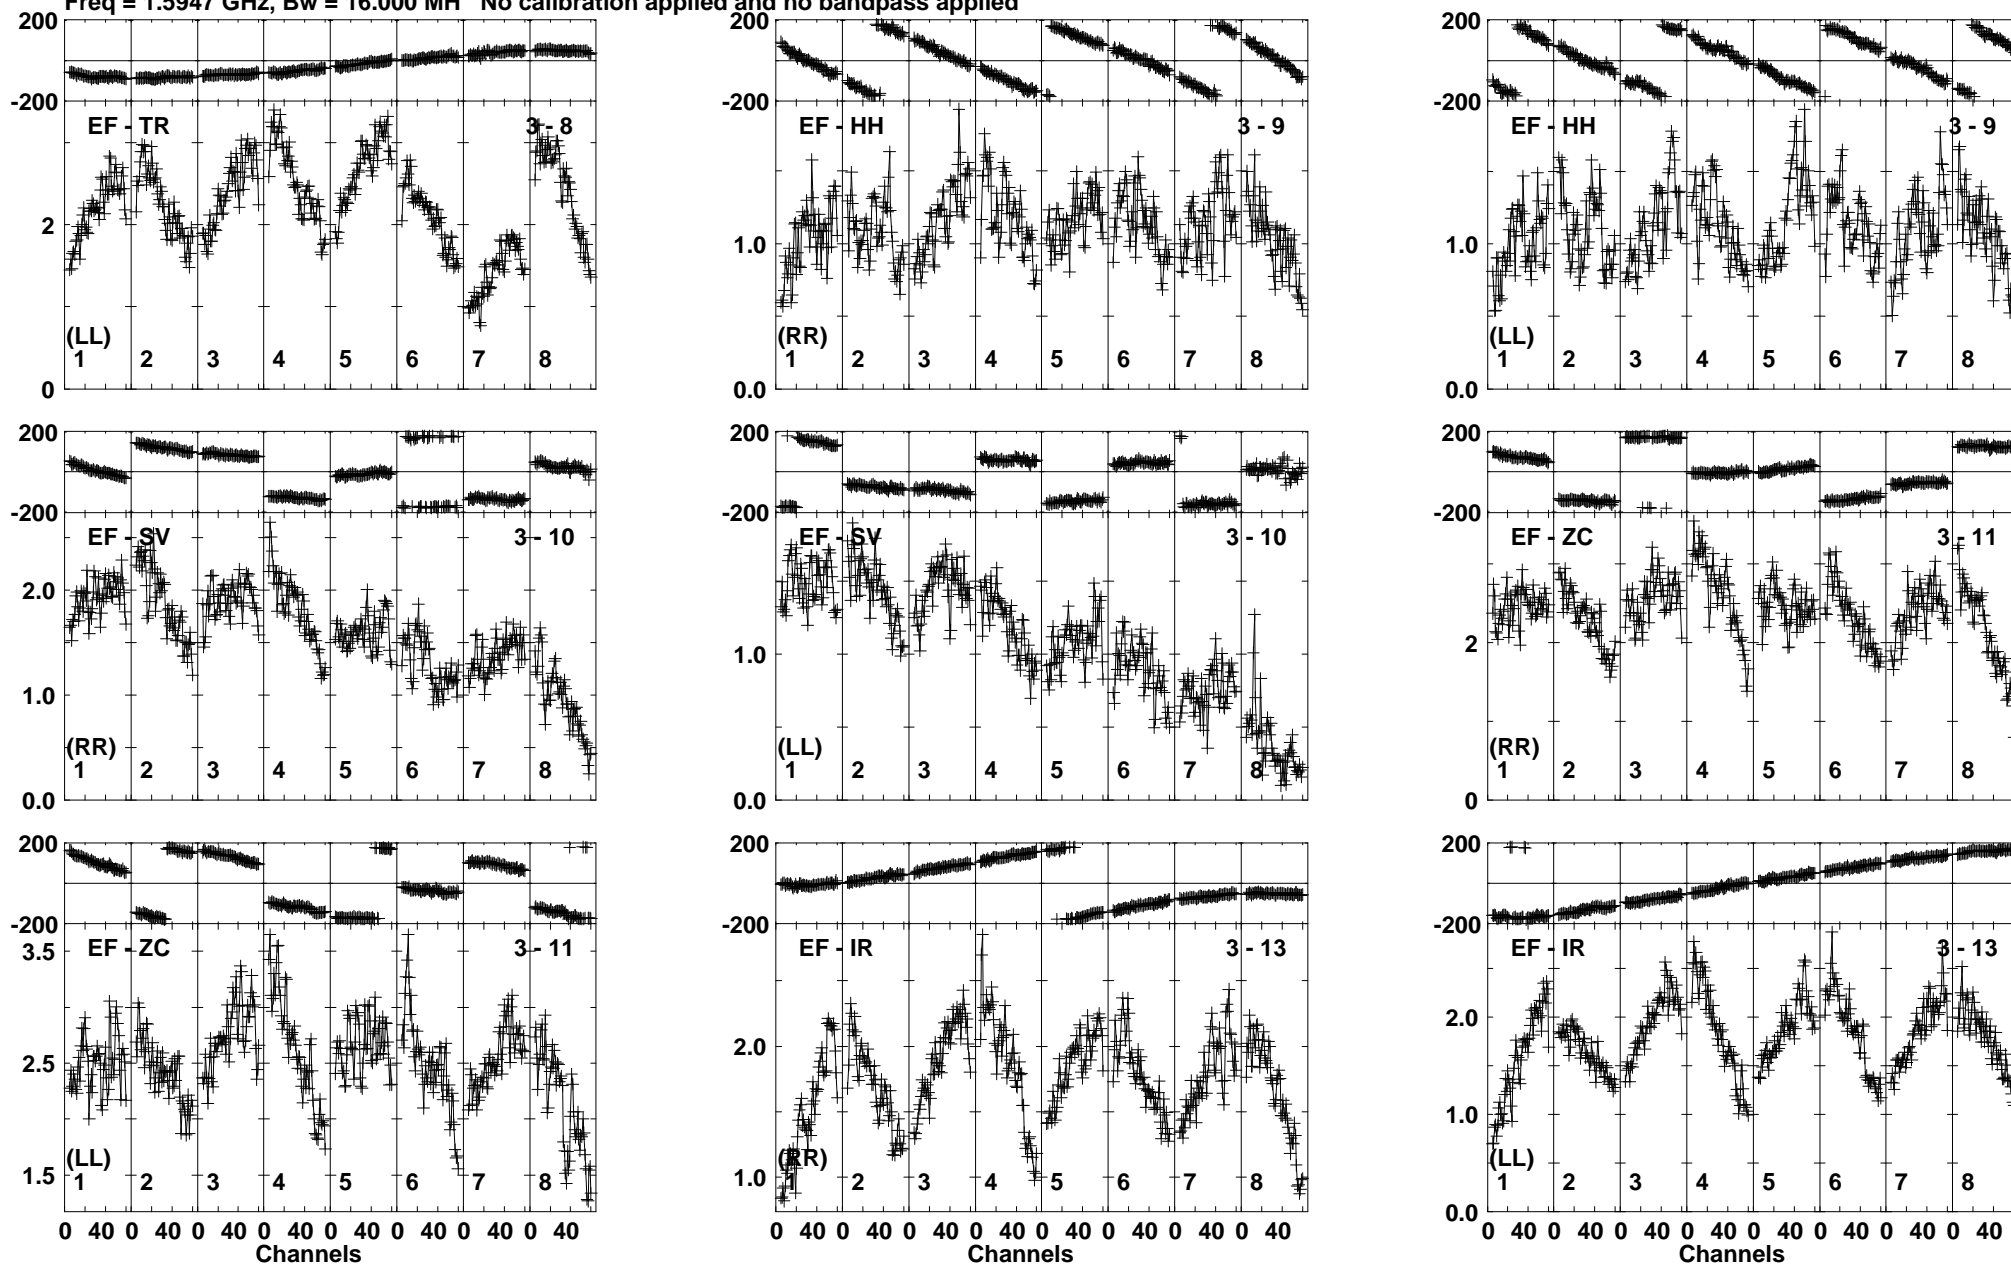 Freq = 1.5947 GHz, Bw = 16.000 MH No calibration applied and no bandpass applied
200 200 200
-200 -200 -200
EF - TR 3 - 8 EF - HH 3 - 9 EF - HH 3 - 9
2 1.0 1.0
(LL) (RR) (LL)
1 2 3 4 5 6 7 8 1 2 3 4 5 6 7 8 1 2 3 4 5 6 7 8
0 0.0 0.0
200 200 200
-200 -200 -200
EF - SV 3 - 10 EF - SV 3 - 10 EF - ZC 3 - 11
2.0 1.0 2
1.0
(RR) (LL) (RR)
1 2 3 4 5 6 7 8 1 2 3 4 5 6 7 8 1 2 3 4 5 6 7 8
0.0 0.0 0
200 200 200
-200 -200 -200
EF - ZC 3 - 11 EF - IR 3 - 13 EF - IR 3 - 13
3.5 2.0 2.0
2.5 1.0
(LL) (RR) (LL)
1.5 1.0
1 2 3 4 5 6 7 8 1 2 3 4 5 6 7 8 1 2 3 4 5 6 7 8
0.0
0 40 0 40 0 40 0 40 0 40 0 40 0 40 0 40 0 40 0 40 0 40 0 40 0 40 0 40 0 40 0 40 0 40 0 40 0 40 0 40 0 40 0 40 0 40 0 40
Channels Channels Channels